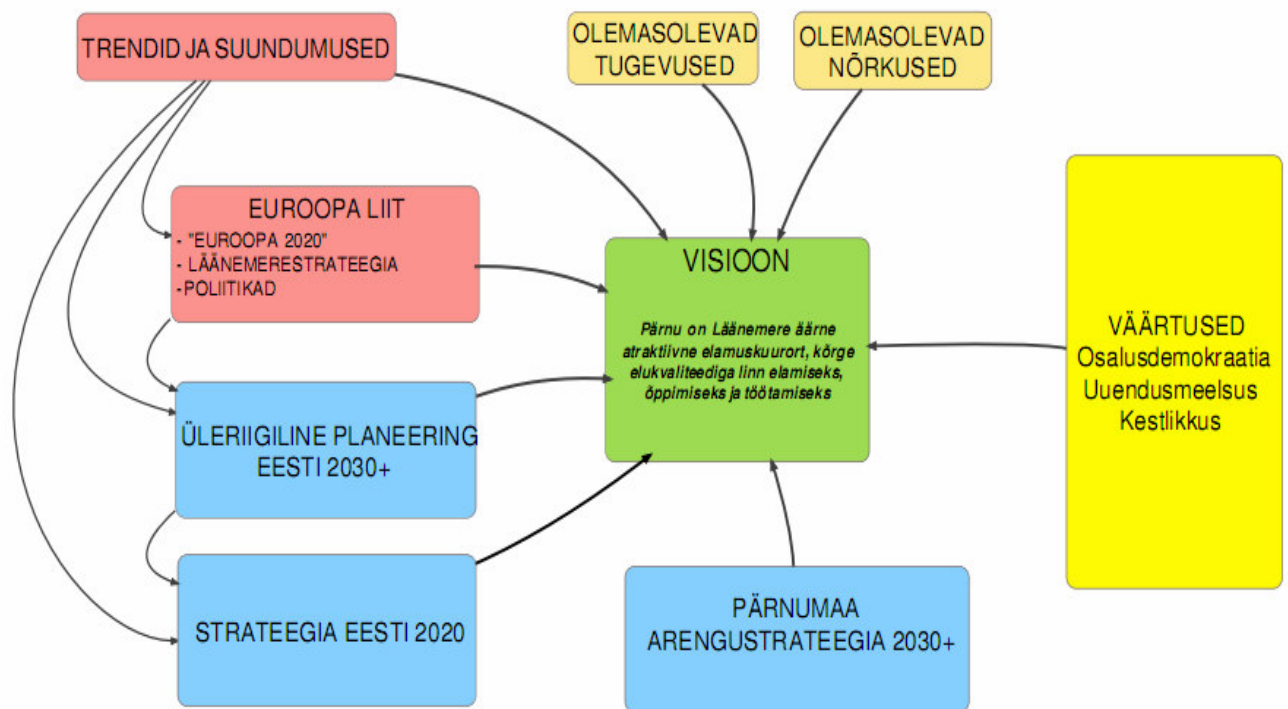 TRENDID JA SUUNDUMUSED
OLEMASOLEVAD
TUGEVUSED
OLEMASOLEVAD
NÕRKUSED
EUROOPA LIIT
- "EUROOPA 2020"
- LÄÄNEMERESTRATEEGIA
-POLIITIKAD
VISIOON
Pärnu on Läänemere äärne
atraktiivne elamuskuurort, kõrge
elukvaliteediga linn elamiseks,
õppimiseks ja töötamiseks
VÄÄRTUSED
Osalusdemokraatia
Uuendusmeelsus
Kestlikkus
ÜLERIIGILINE PLANEERING
EESTI 2030+
STRATEEGIA EESTI 2020
PÄRNUMAA
ARENGUSTRATEEGIA 2030+